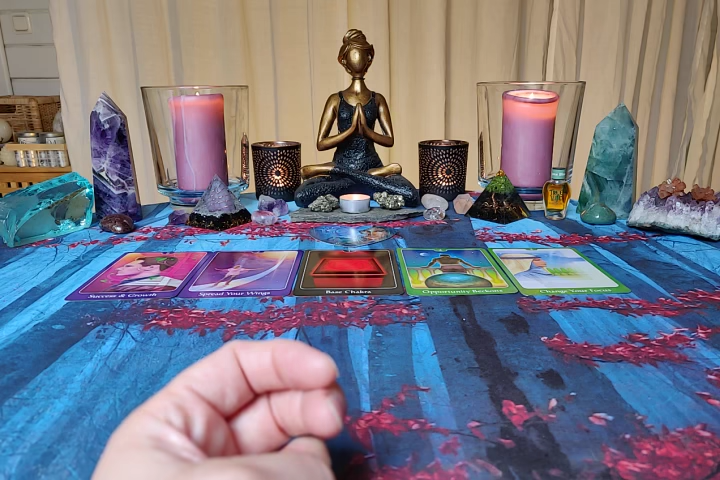 Success & Growth
Spread Your Wings
Base Chakra
Opportunity Beckons
Change Your Focus